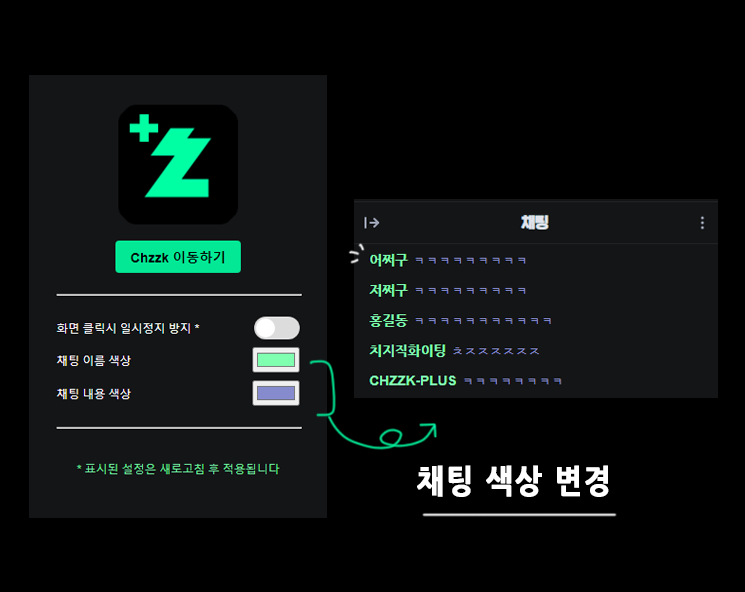 Chzzk 이동하기
화면 클릭시 일시정지 방지 *
채팅 이름 색상
채팅 내용 색상
* 표시된 설정은 새로고침 후 적용됩니다
채팅
어쩌구 ㅋㅋㅋㅋㅋㅋㅋㅋㅋ
저쩌구 ㅋㅋㅋㅋㅋㅋㅋㅋㅋ
홍길동 ㅋㅋㅋㅋㅋㅋㅋㅋㅋㅋㅋ
치지직화이팅 ㅊㅈㅈㅈㅈㅈㅈ
CHZZK-PLUS ㅋㅋㅋㅋㅋㅋㅋㅋ
채팅 색상 변경